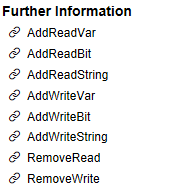 Further Information
AddReadVar
AddReadBit
AddReadString
AddWriteVar
AddWriteBit
AddWriteString
RemoveRead
RemoveWrite